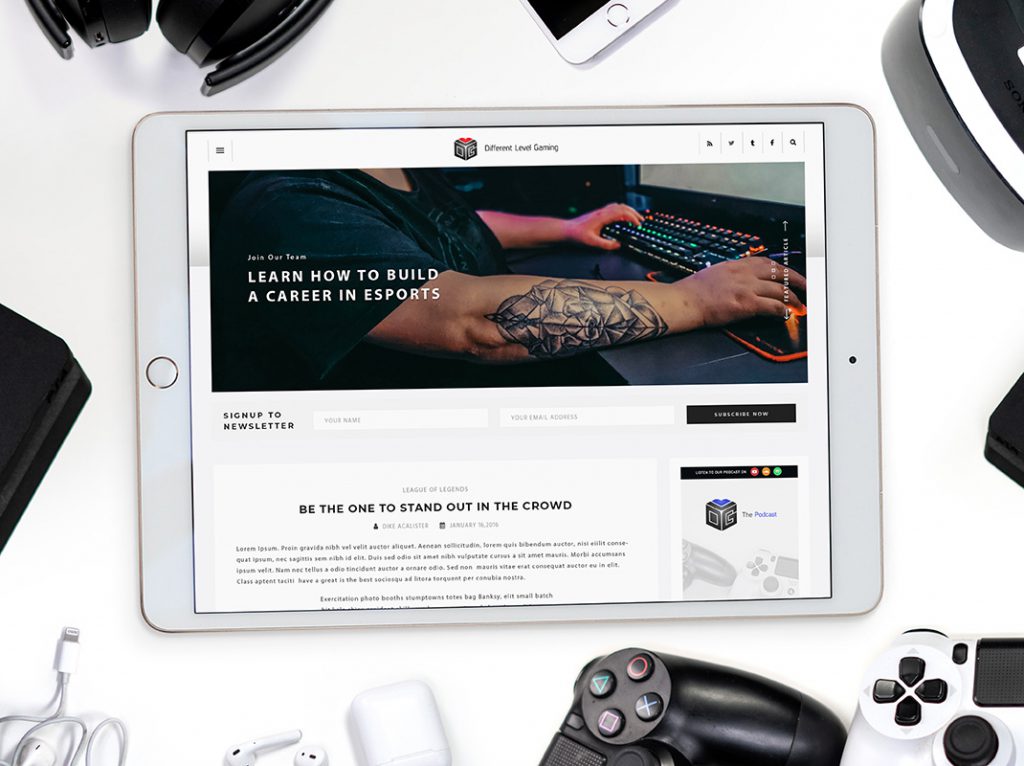 SONY
Different Level Gaming
Join Our Team
LEARN HOW TO BUILD
A CAREER IN ESPORTS
FEATURED ARTICLE
SIGNUP TO
NEWSLETTER
YOUR NAME
YOUR EMAIL ADDRESS
SUBSCRIBE NOW
LEAGUE OF LEGENDS
BE THE ONE TO STAND OUT IN THE CROWD
DIKE ACALISTER JANUARY 16,2016
Lorem Ipsum. Proin gravida nibh vel velit auctor aliquet. Aenean sollicitudin, lorem quis bibendum auctor, nisi eiilit conse-
quat ipsum, nec sagittis sem nibh id elit. Duis sed odio sit amet nibh vulputate cursus a sit amet mauris. Morbi accumsans
ipsum velit. Nam nec tellus a odio tincidunt auctor a ornare odio. Sed non mauris vitae erat consequat auctor eu in elit.
Class aptent taciti have a great is the best sociosqu ad litora torquent per conubia nostra.
Exercitation photo booths stumptowns totes bag Banksy, elit small batch
LISTEN TO OUR PODCAST ON
DLG
The Podcast